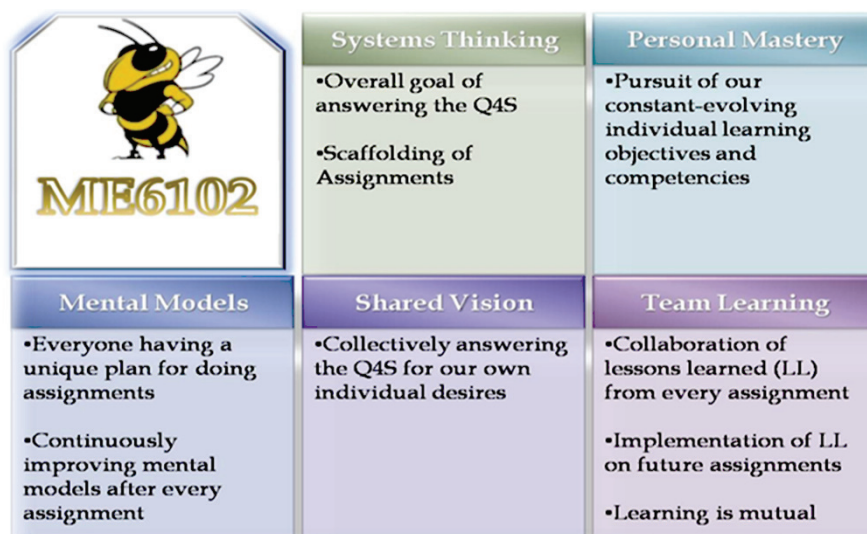 ME6102
Systems Thinking
•Overall goal of
answering the Q4S
•Scaffolding of
Assignments
Personal Mastery
•Pursuit of our
constant-evolving
individual learning
objectives and
competencies
Mental Models
•Everyone having a
unique plan for doing
assignments
•Continuously
improving mental
models after every
assignment
Shared Vision
•Collectively answering
the Q4S for our own
individual desires
Team Learning
•Collaboration of
lessons learned (LL)
from every assignment
•Implementation of LL
on future assignments
•Learning is mutual